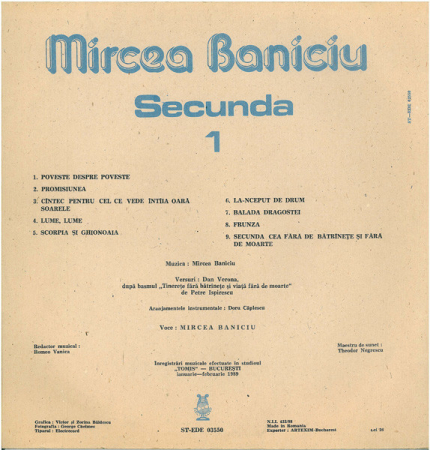 Mircea Baniciu
Secunda
1
1. POVESTE DESPRE POVESTE
2. PROMISIUNEA
3. CÎNTEC PENTRU CEL CE VEDE ÎNTÎIA OARĂ
SOARELE
4. LUME, LUME
5. SCORPIA ȘI GHIONOAIA
6. LA-NCEPUT DE DRUM
7. BALADA DRAGOSTEI
8. FRUNZA
9. SECUNDA CEA FĂRĂ DE BĂTRÎNEȚE ȘI FĂRĂ
DE MOARTE
Muzica : Mircea Baniciu
Versuri : Dan Verona,
după basmul „Tinerețe fără bătrînețe și viață fără de moarte"
de Petre Ispirescu
Aranjamentele instrumentale : Doru Căplescu
Voce : MIRCEA BANICIU
Redactor muzical :
Romeo Vanica
Maestru de sunet :
Theodor Negrescu
Înregistrări muzicale efectuate în studioul
„TOMIS" — BUCUREȘTI
ianuarie—februarie 1989
Grafica : Victor și Dorina
Fotografia : George
Tiparul : Electrecord
ST-EDE 03550
Made in Romania
Exporter : ARTEXIM-Bucharest